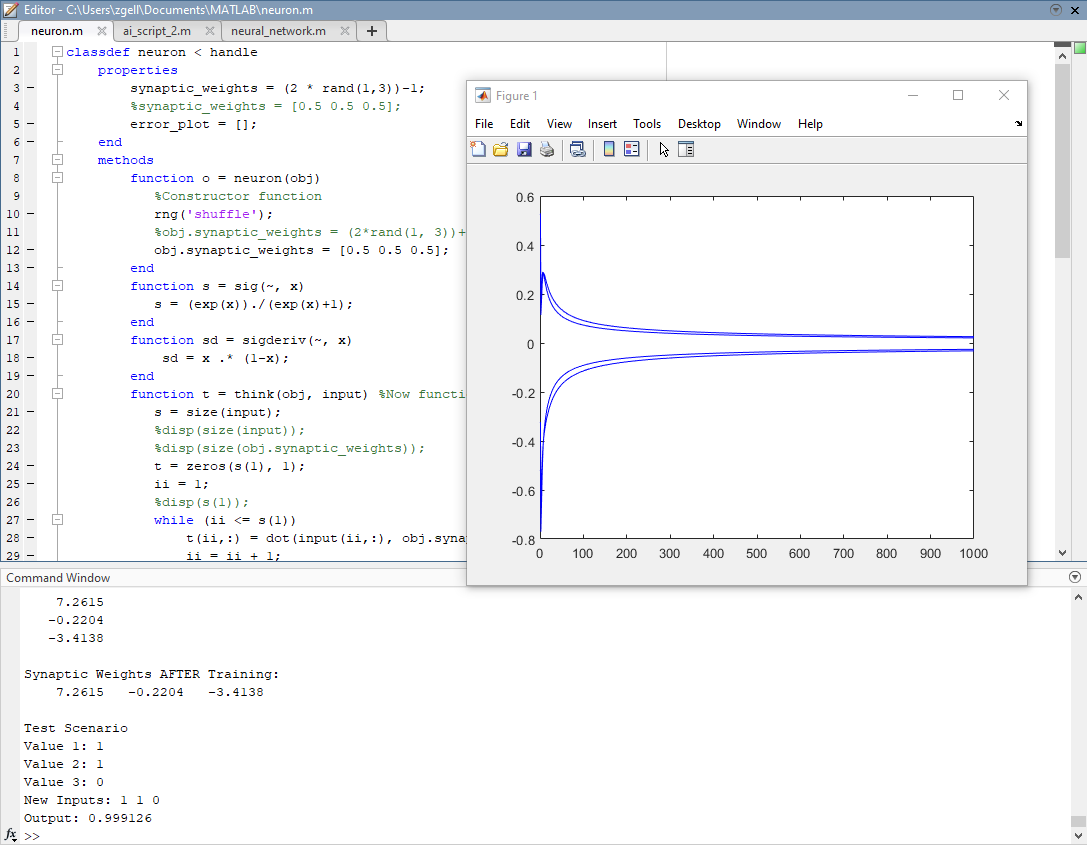 Editor - C:\Users\zgell\Documents\MATLAB\neuron.m
neuron.m ai_script_2.m neural_network.m
1 classdef neuron < handle
2 properties
3 synaptic_weights = (2 * rand(1,3))-1;
4 %synaptic_weights = [0.5 0.5 0.5];
5 error_plot = [];
6 end
7 methods
8 function o = neuron(obj)
9 %Constructor function
10 rng('shuffle');
11 %obj.synaptic_weights = (2*rand(1, 3))+
12 obj.synaptic_weights = [0.5 0.5 0.5];
13 end
14 function s = sig(~, x)
15 s = (exp(x))./(exp(x)+1);
16 end
17 function sd = sigderiv(~, x)
18 sd = x .* (1-x);
19 end
20 function t = think(obj, input) %Now functi
21 s = size(input);
22 %disp(size(input));
23 %disp(size(obj.synaptic_weights));
24 t = zeros(s(1), 1);
25 ii = 1;
26 %disp(s(1));
27 while (ii <= s(1))
28 t(ii,:) = dot(input(ii,:), obj.syna
29 ii = ii + 1;
Figure 1
File Edit View Insert Tools Desktop Window Help
0.6
0.4
0.2
0
-0.2
-0.4
-0.6
-0.8
0 100 200 300 400 500 600 700 800 900 1000
Command Window
7.2615
-0.2204
-3.4138
Synaptic Weights AFTER Training:
7.2615 -0.2204 -3.4138
Test Scenario
Value 1: 1
Value 2: 1
Value 3: 0
New Inputs: 1 1 0
Output: 0.999126
fx >>